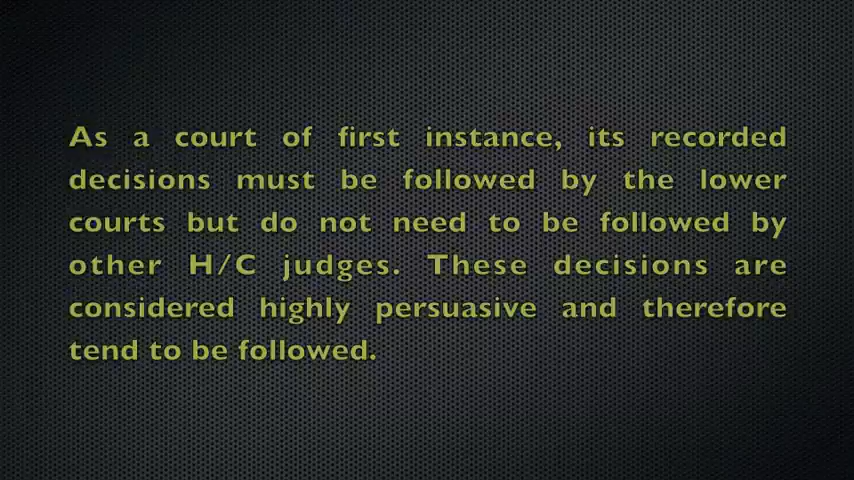 As a court of first instance, its recorded
decisions must be followed by the lower
courts but do not need to be followed by
other H/C judges. These decisions are
considered highly persuasive and therefore
tend to be followed.